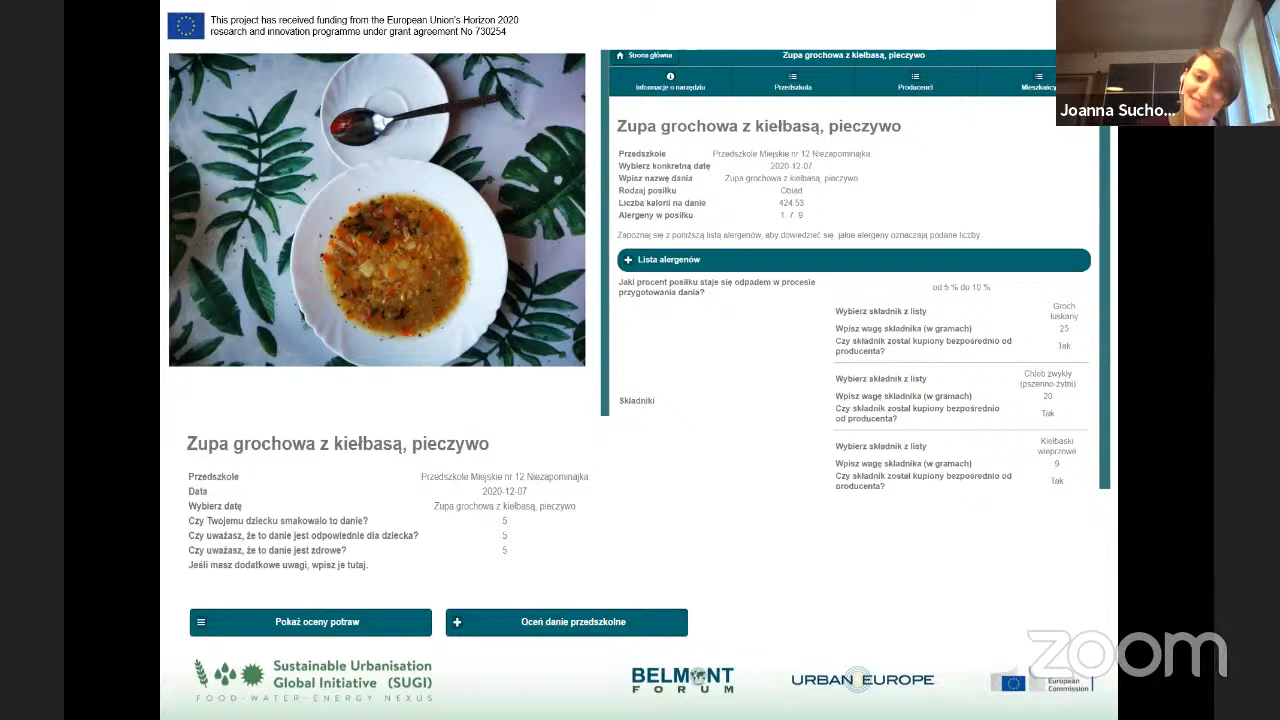 This project has received funding from the European Union's Horizon 2020
research and innovation programme under grant agreement No 730254
Joanna Sucho...
Strona główna
Zupa grochowa z kiełbasą, pieczywo
Informacje o narzędziu
Przedszkola
Producenci
Mieszkańcy
Zupa grochowa z kiełbasą, pieczywo
Przedszkole Przedszkole Miejskie nr 12 Niezapominajka
Wybierz konkretną datę 2020-12-07
Wpisz nazwę dania Zupa grochowa z kiełbasą, pieczywo
Rodzaj posiłku Obiad
Liczba kalorii na danie 424.53
Alergeny w posiłku 1, 7, 9
Zapoznaj się z poniższą listą alergenów, aby dowiedzieć się, jakie alergeny oznaczają podane liczby.
Lista alergenów
Jaki procent posiłku staje się odpadem w procesie
przygotowania dania?
od 5 % do 10 %
Składniki
Wybierz składnik z listy Groch
łuskany
Wpisz wagę składnika (w gramach) 25
Czy składnik został kupiony bezpośrednio od
producenta? Tak
Wybierz składnik z listy Chleb zwykły
(pszenno-żytni)
Wpisz wagę składnika (w gramach) 20
Czy składnik został kupiony bezpośrednio
od producenta? Tak
Wybierz składnik z listy Kiełbaski
wieprzowe
Wpisz wagę składnika (w gramach) 9
Czy składnik został kupiony bezpośrednio od
producenta? Tak
Zupa grochowa z kiełbasą, pieczywo
Przedszkole Przedszkole Miejskie nr 12 Niezapominajka
Data 2020-12-07
Wybierz datę Zupa grochowa z kiełbasą, pieczywo
Czy Twojemu dziecku smakowało to danie? 5
Czy uważasz, że to danie jest odpowiednie dla dziecka? 5
Czy uważasz, że to danie jest zdrowe? 5
Jeśli masz dodatkowe uwagi, wpisz je tutaj.
Pokaż oceny potraw
Oceń danie przedszkolne
Sustainable Urbanisation
Global Initiative (SUGI)
FOOD-WATER-ENERGY NEXUS
BELMONT
FORUM
URBAN EUROPE
European
Commission
zoom